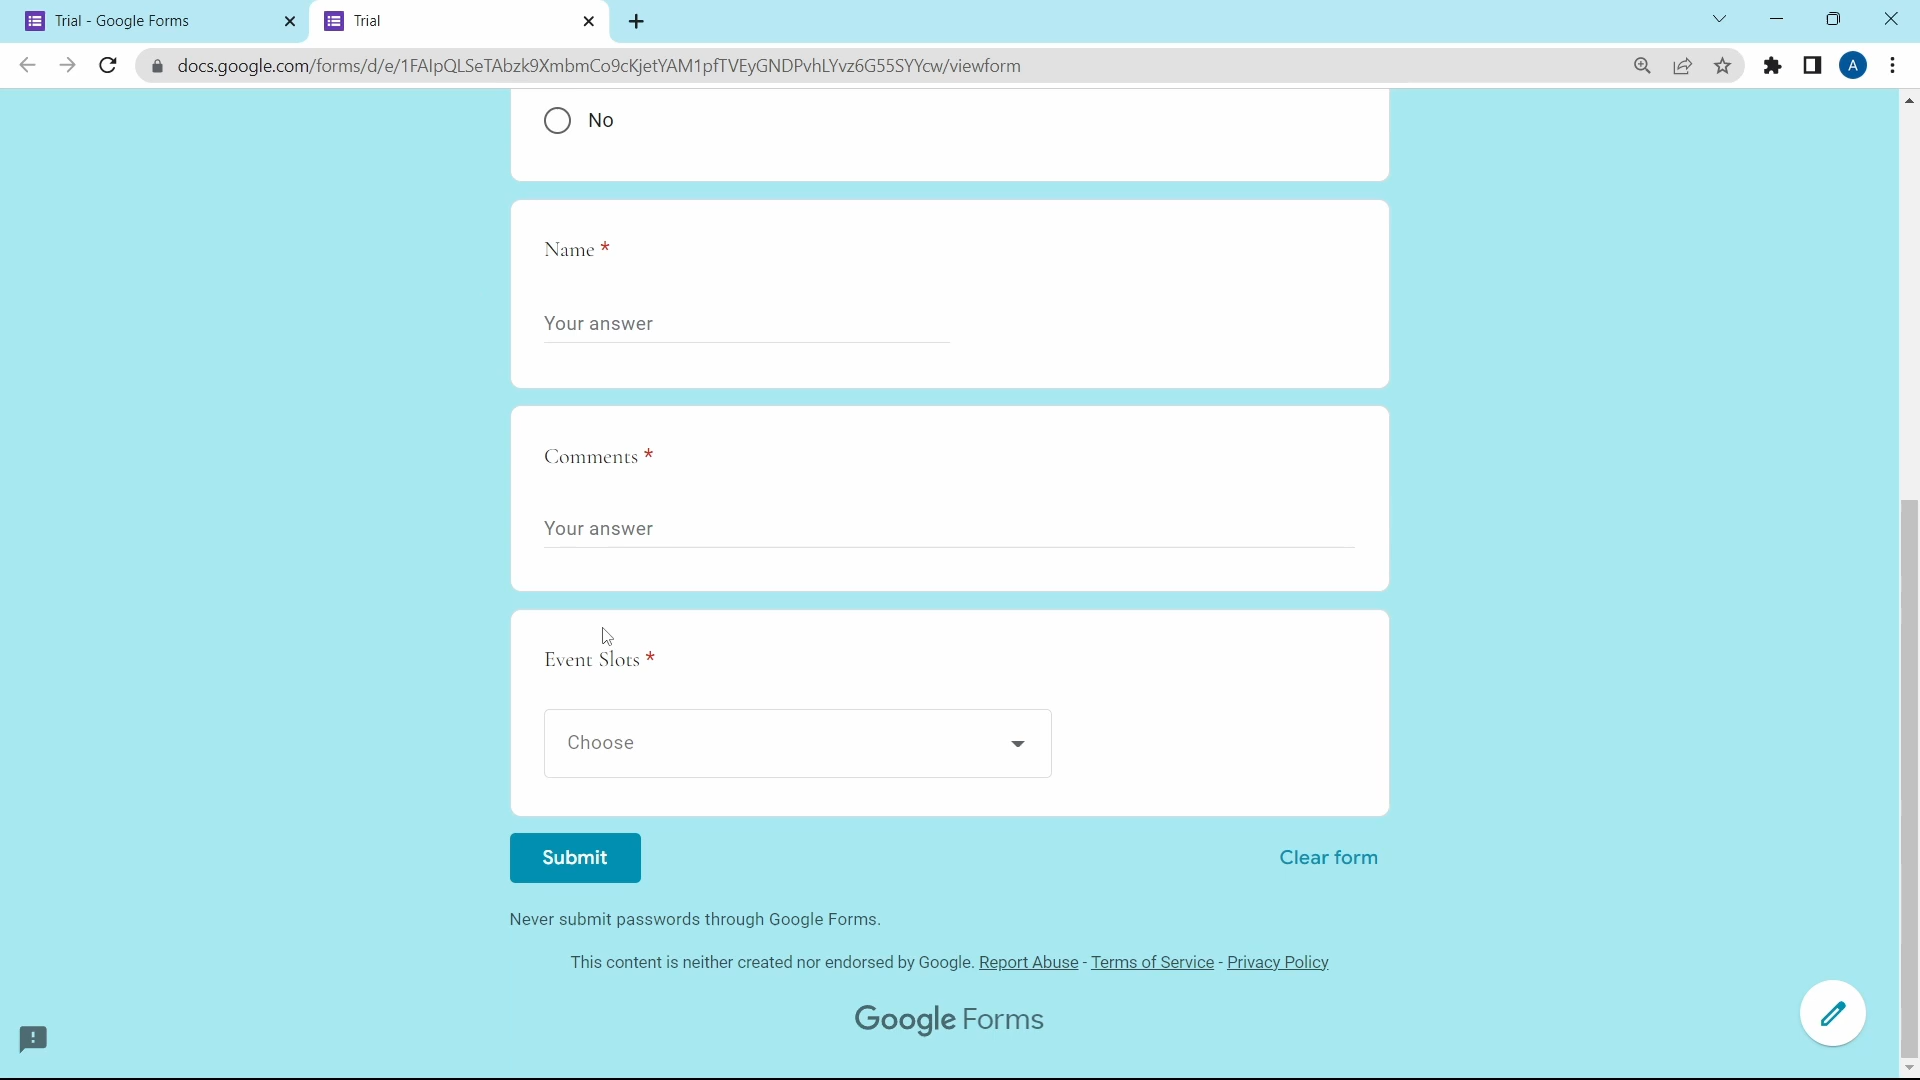 Trial - Google Forms
Trial
docs.google.com/forms/d/e/1FAIpQLSeTAbzk9XmbmCo9cKjetYAM1pfTVEyGNDPvhLYvz6G55SYYcw/viewform
A
No
Name *
Your answer
Comments *
Your answer
Event Slots *
Choose
Submit
Clear form
Never submit passwords through Google Forms.
This content is neither created nor endorsed by Google. Report Abuse - Terms of Service - Privacy Policy
Google Forms